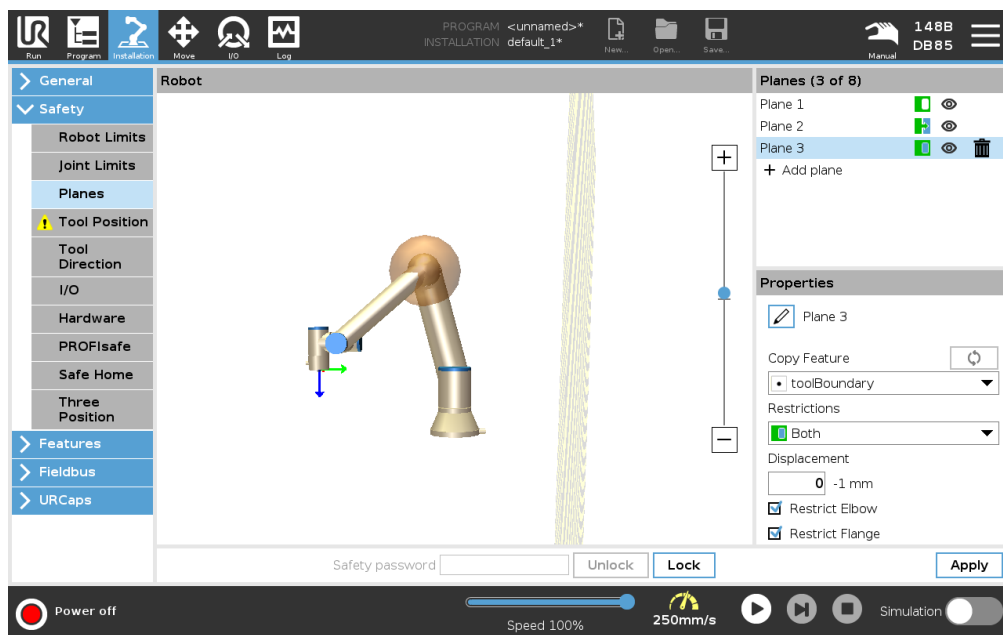 UR
Run
Program
Installation
Move
I/O
Log
PROGRAM <unnamed>*
INSTALLATION default_1*
New...
Open...
Save...
Manual
148B
DB85
General
Safety
Robot Limits
Joint Limits
Planes
Tool Position
Tool
Direction
I/O
Hardware
PROFIsafe
Safe Home
Three
Position
Features
Fieldbus
URCaps
Robot
+
−
Planes (3 of 8)
Plane 1
Plane 2
Plane 3
+ Add plane
Properties
Plane 3
Copy Feature
toolBoundary
Restrictions
Both
Displacement
0 -1 mm
Restrict Elbow
Restrict Flange
Safety password
Unlock
Lock
Apply
Power off
Speed 100%
250mm/s
Simulation